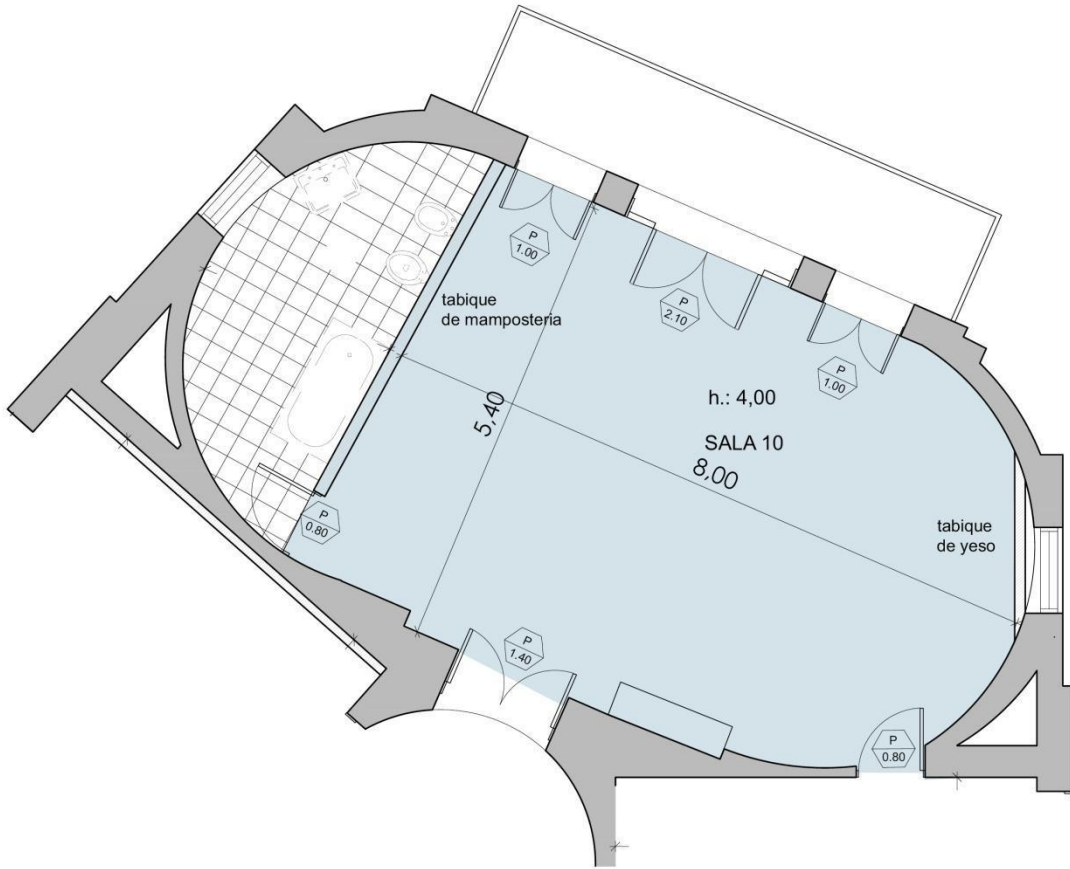 P
1.00
tabique
de mampostería
P
2.10
P
1.00
h.: 4,00
5,40
SALA 10
8,00
P
0.80
tabique
de yeso
P
1.40
P
0.80